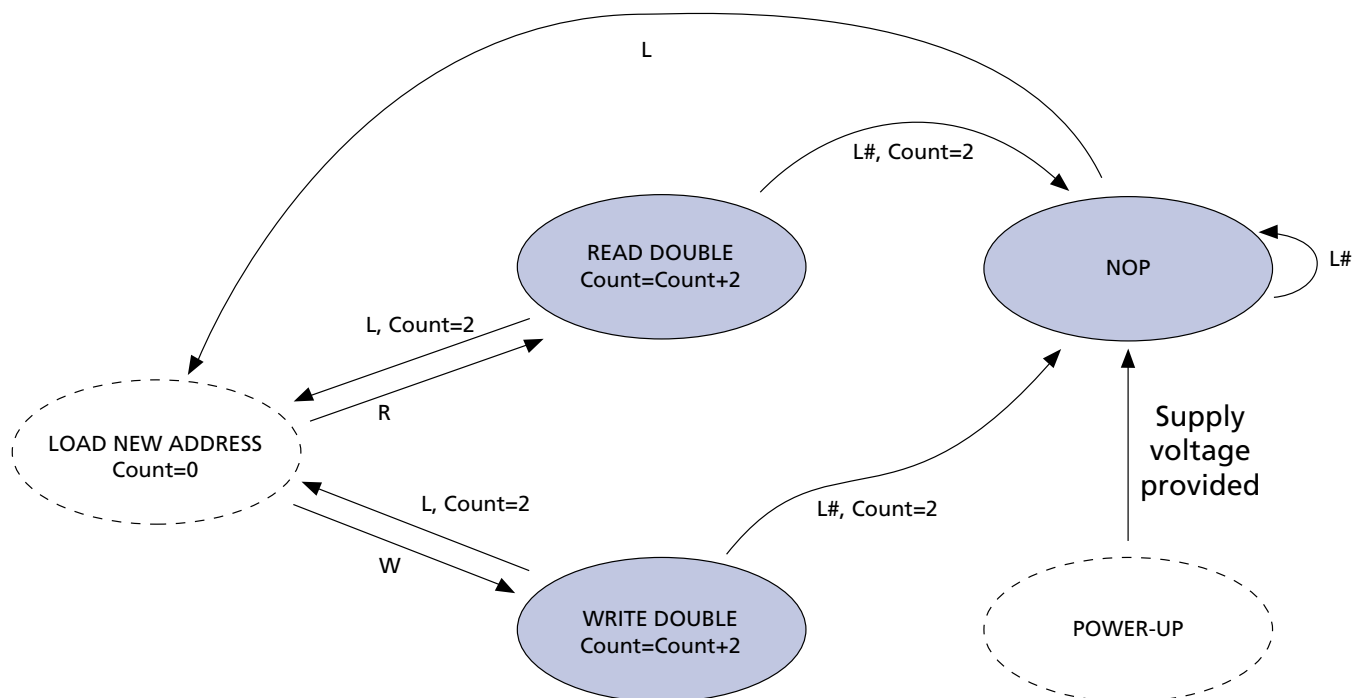 L
L#, Count=2
READ DOUBLE
Count=Count+2
NOP
L#
L, Count=2
R
LOAD NEW ADDRESS
Count=0
Supply
voltage
provided
L, Count=2
L#, Count=2
W
WRITE DOUBLE
Count=Count+2
POWER-UP